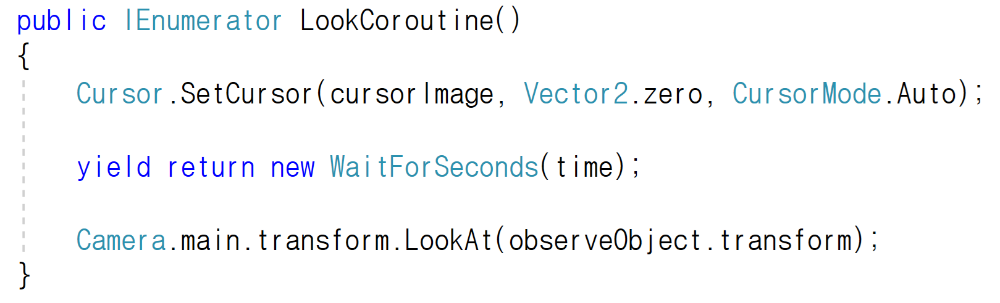 public IEnumerator LookCoroutine()
{
Cursor.SetCursor(cursorImage, Vector2.zero, CursorMode.Auto);
yield return new WaitForSeconds(time);
Camera.main.transform.LookAt(observeObject.transform);
}